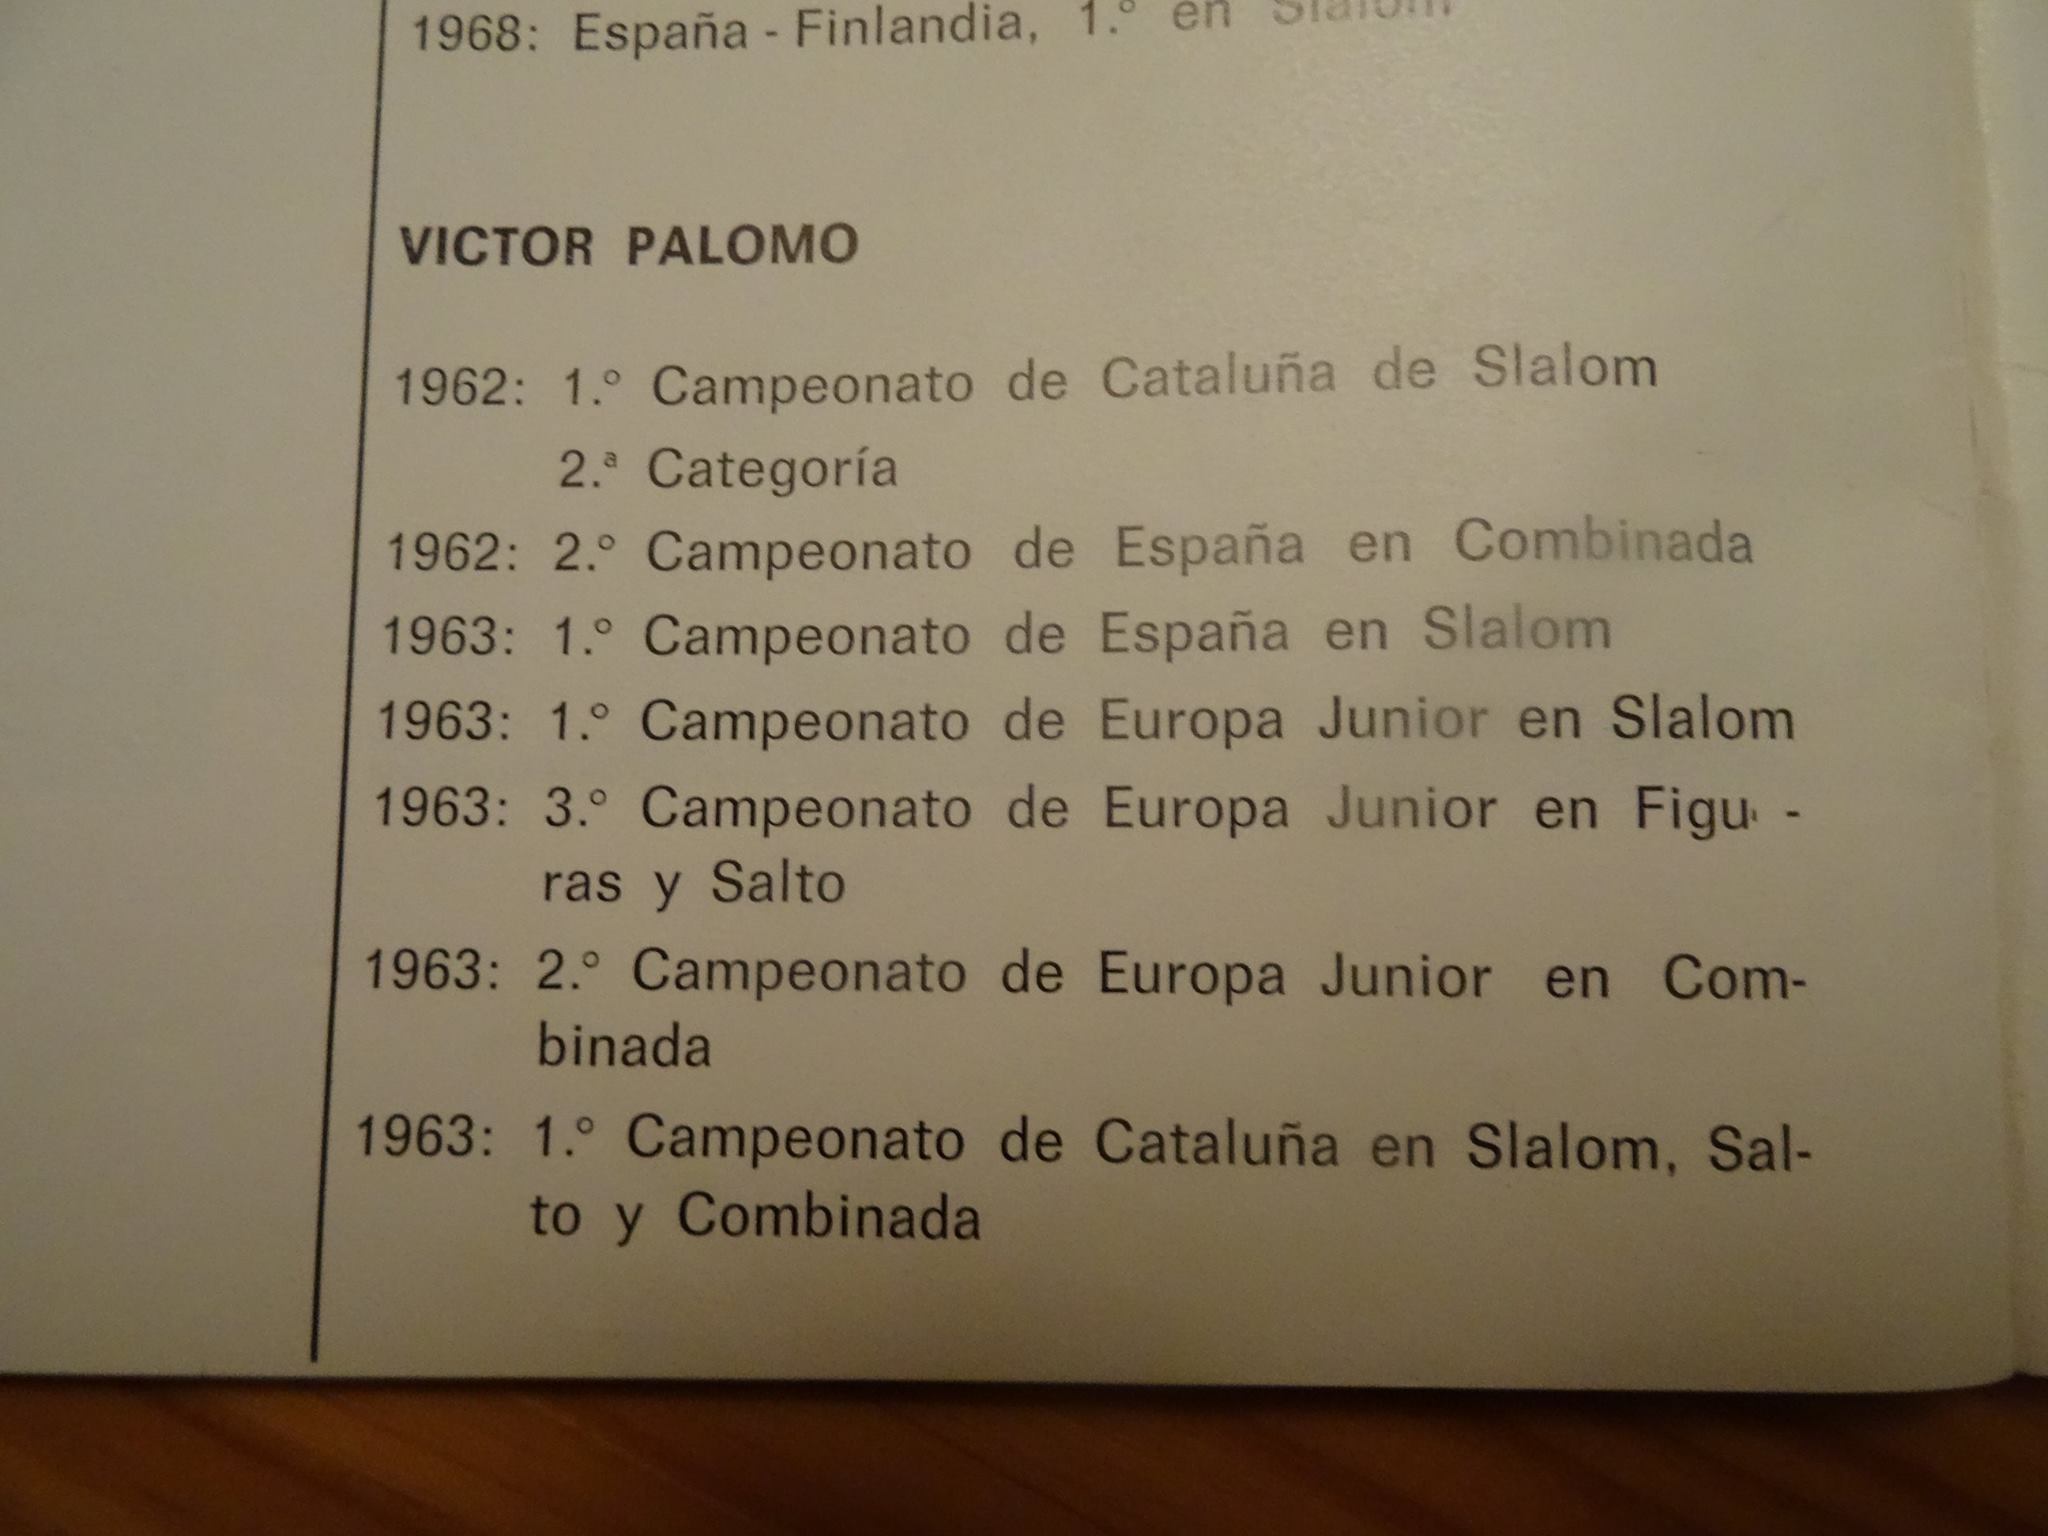 1968: España - Finlandia, 1.º en Slalom
VICTOR PALOMO
1962: 1.º Campeonato de Cataluña de Slalom
2.ª Categoría
1962: 2.º Campeonato de España en Combinada
1963: 1.º Campeonato de España en Slalom
1963: 1.º Campeonato de Europa Junior en Slalom
1963: 3.º Campeonato de Europa Junior en Figu -
ras y Salto
1963: 2.º Campeonato de Europa Junior en Com-
binada
1963: 1.º Campeonato de Cataluña en Slalom, Sal-
to y Combinada